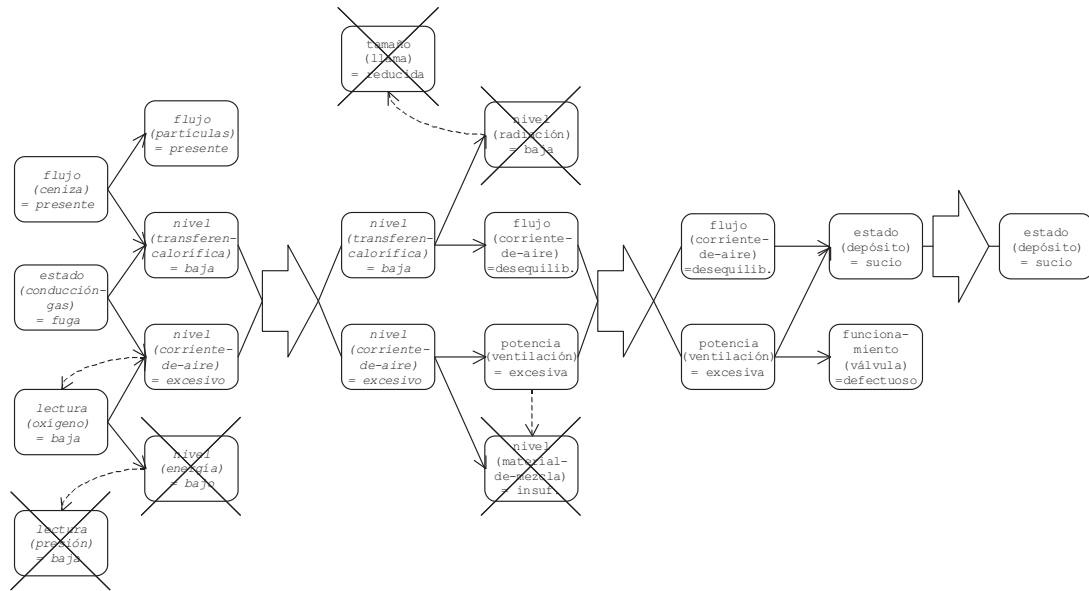 tamaño
(llama)
= reducida
flujo
(partículas)
= presente
nivel
(radiación)
= baja
flujo
(ceniza)
= presente
nivel
(transferen-
calorífica)
= baja
nivel
(transferen-
calorífica)
= baja
flujo
(corriente-
de-aire)
=desequilib.
flujo
(corriente-
de-aire)
=desequilib.
estado
(depósito)
= sucio
estado
(depósito)
= sucio
estado
(conducción-
gas)
= fuga
nivel
(corriente-
de-aire)
= excesivo
nivel
(corriente-
de-aire)
= excesivo
potencia
(ventilación)
= excesiva
potencia
(ventilación)
= excesiva
funciona-
miento
(válvula)
=defectuoso
lectura
(oxígeno)
= baja
nivel
(energía)
= bajo
nivel
(material-
de-mezcla)
= insuf.
lectura
(presión)
= baja